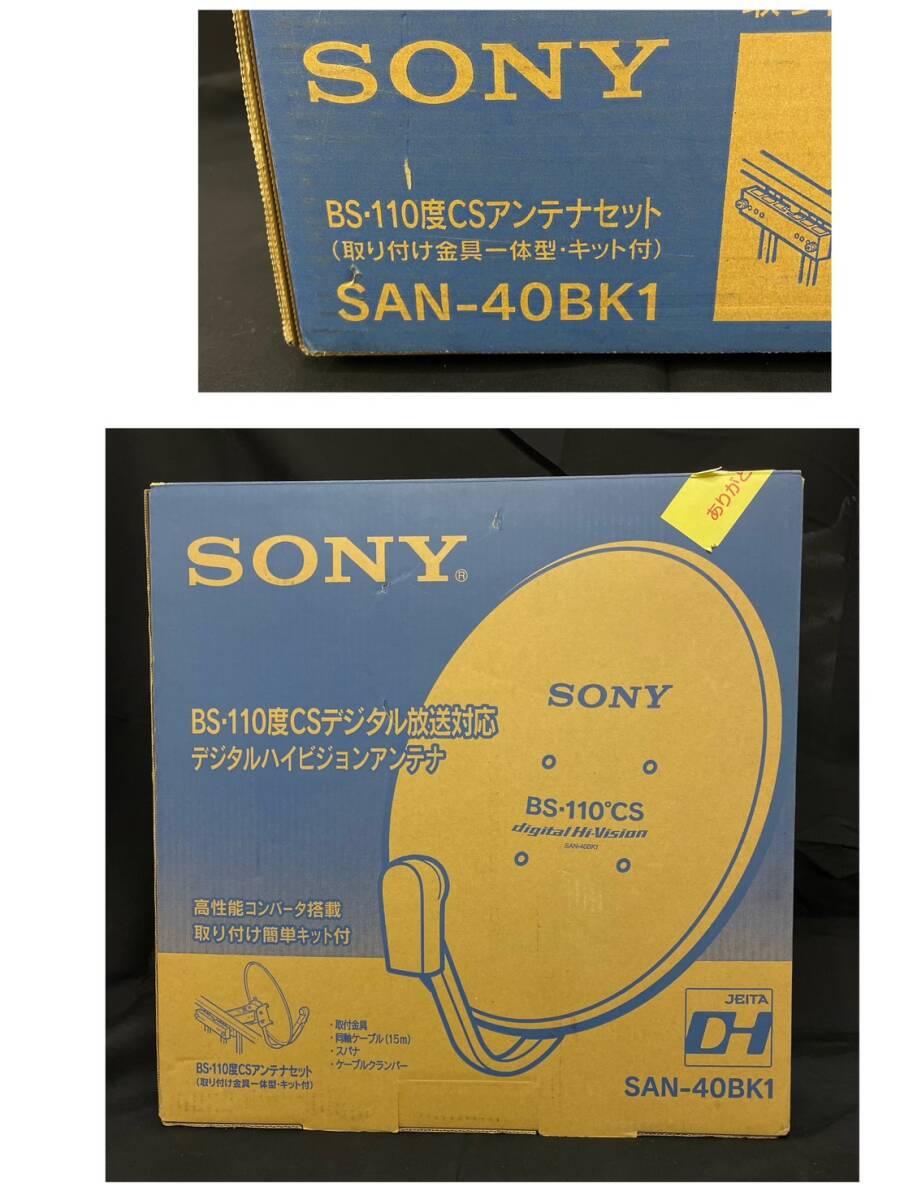 SONY
BS・110度CSアンテナセット
(取り付け金具一体型・キット付)
SAN-40BK1
SONY®
ありがと
SONY
BS・110度CSデジタル放送対応
デジタルハイビジョンアンテナ
BS・110°CS
digital Hi-Vision
SAN-40BK1
高性能コンバータ搭載
取り付け簡単キット付
・取付金具
・同軸ケーブル(15m)
・スパナ
・ケーブルクランパー
BS・110度CSアンテナセット
(取り付け金具一体型・キット付)
JEITA
DH
SAN-40BK1